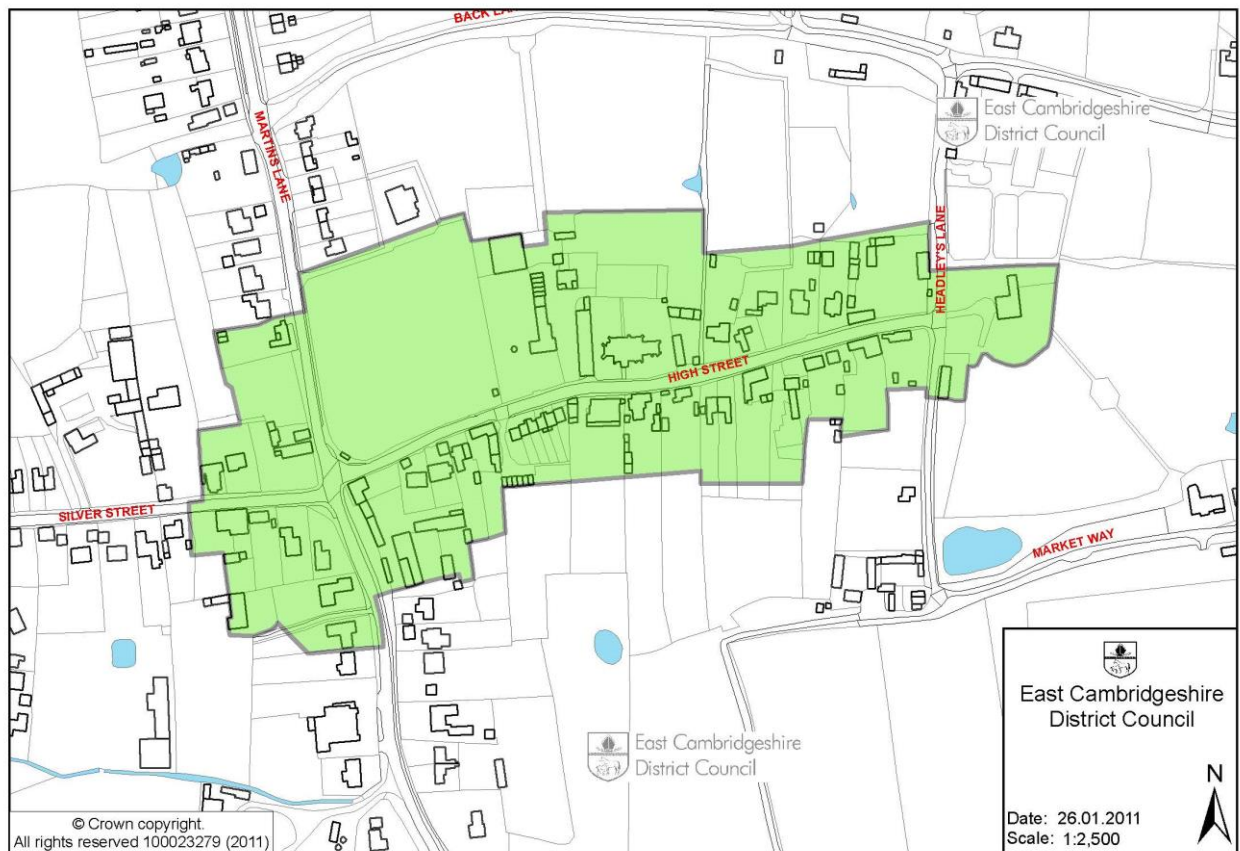 BACK LA
MARTINS LANE
East Cambridgeshire
District Council
HEADLEY'S LANE
HIGH STREET
SILVER STREET
MARKET WAY
East Cambridgeshire
District Council
East Cambridgeshire
District Council
N
Date: 26.01.2011
Scale: 1:2,500
© Crown copyright.
All rights reserved 100023279 (2011)